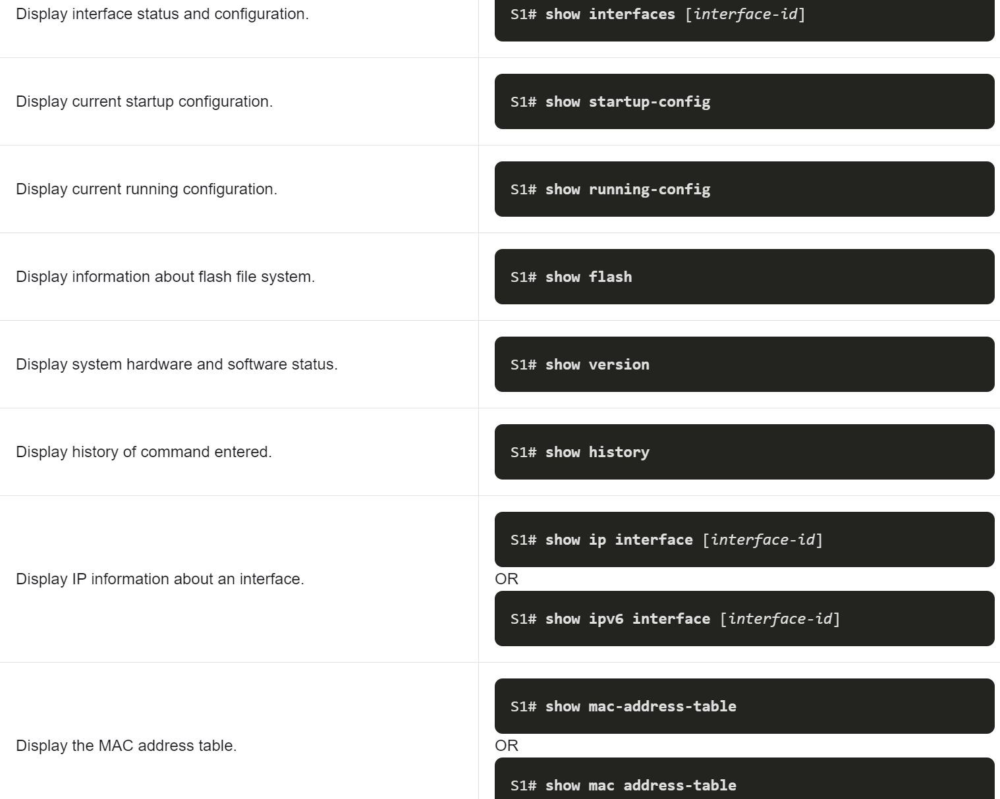 Display interface status and configuration.
S1# show interfaces [interface-id]
Display current startup configuration.
S1# show startup-config
Display current running configuration.
S1# show running-config
Display information about flash file system.
S1# show flash
Display system hardware and software status.
S1# show version
Display history of command entered.
S1# show history
Display IP information about an interface.
S1# show ip interface [interface-id]
OR
S1# show ipv6 interface [interface-id]
Display the MAC address table.
S1# show mac-address-table
OR
S1# show mac address-table